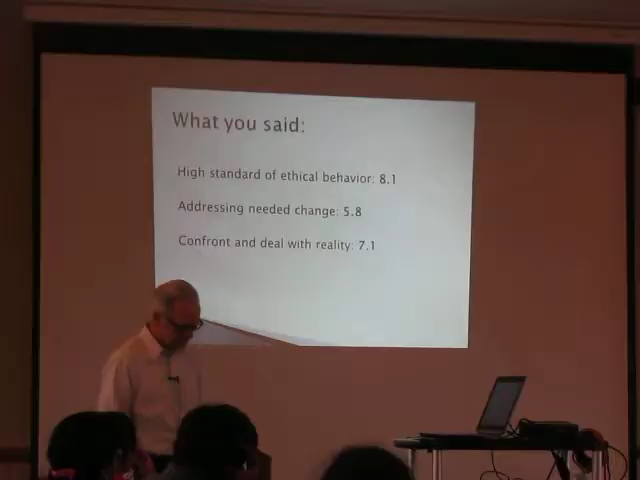 What you said:
High standard of ethical behavior: 8.1
Addressing needed change: 5.8
Confront and deal with reality: 7.1